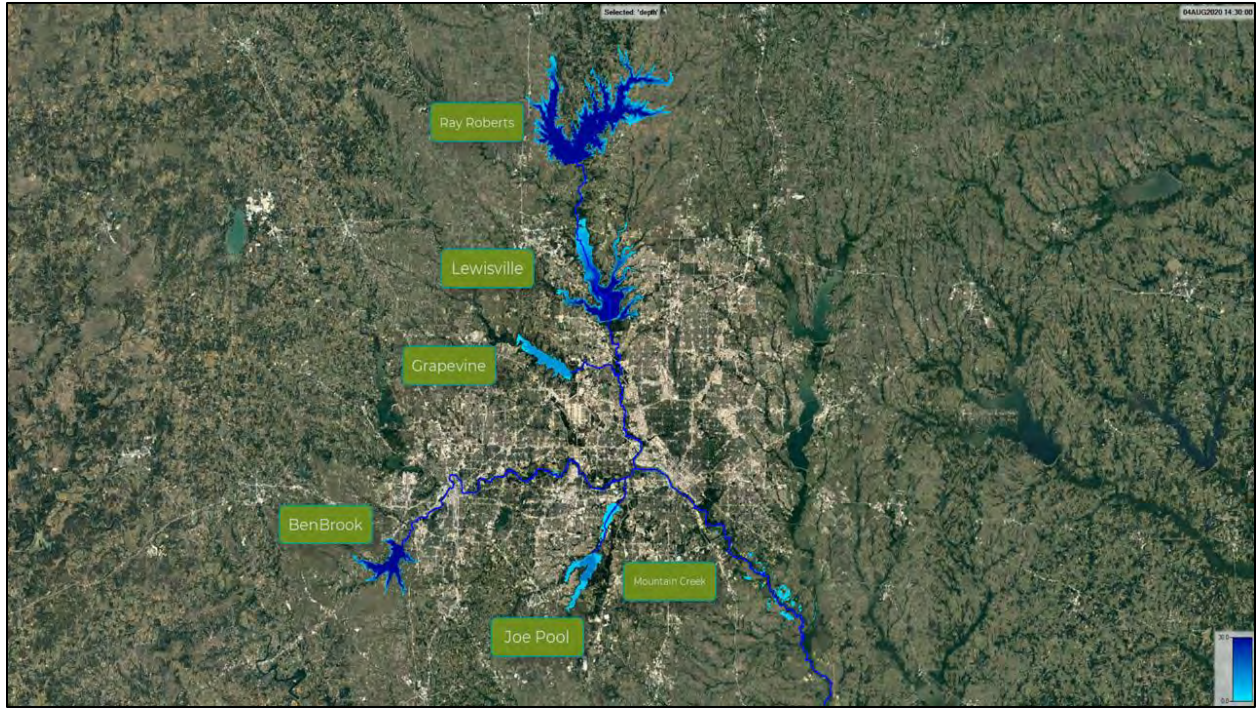 Selected: 'depth'
04AUG2020 14:30:00
Ray Roberts
Lewisville
Grapevine
BenBrook
Mountain Creek
Joe Pool
30.0
0.0